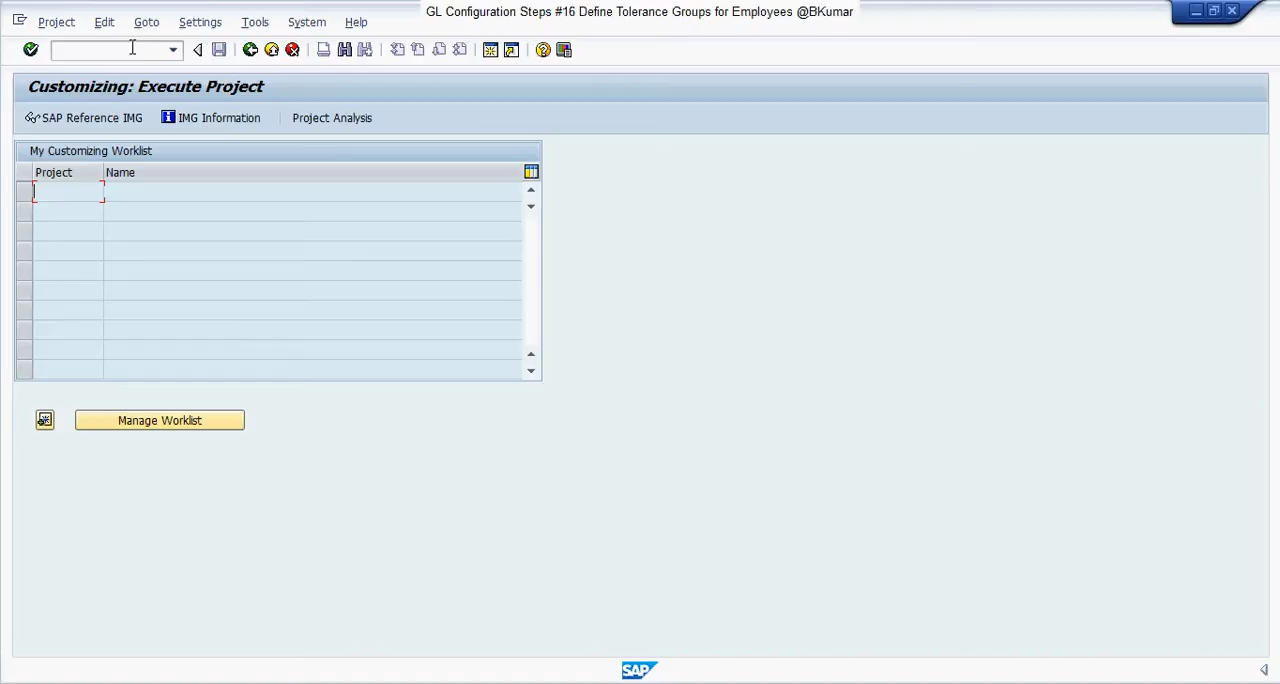 GL Configuration Steps #16 Define Tolerance Groups for Employees @BKumar
Project Edit Goto Settings Tools System Help
Customizing: Execute Project
SAP Reference IMG IMG Information Project Analysis
My Customizing Worklist
Project Name
Manage Worklist
SAP